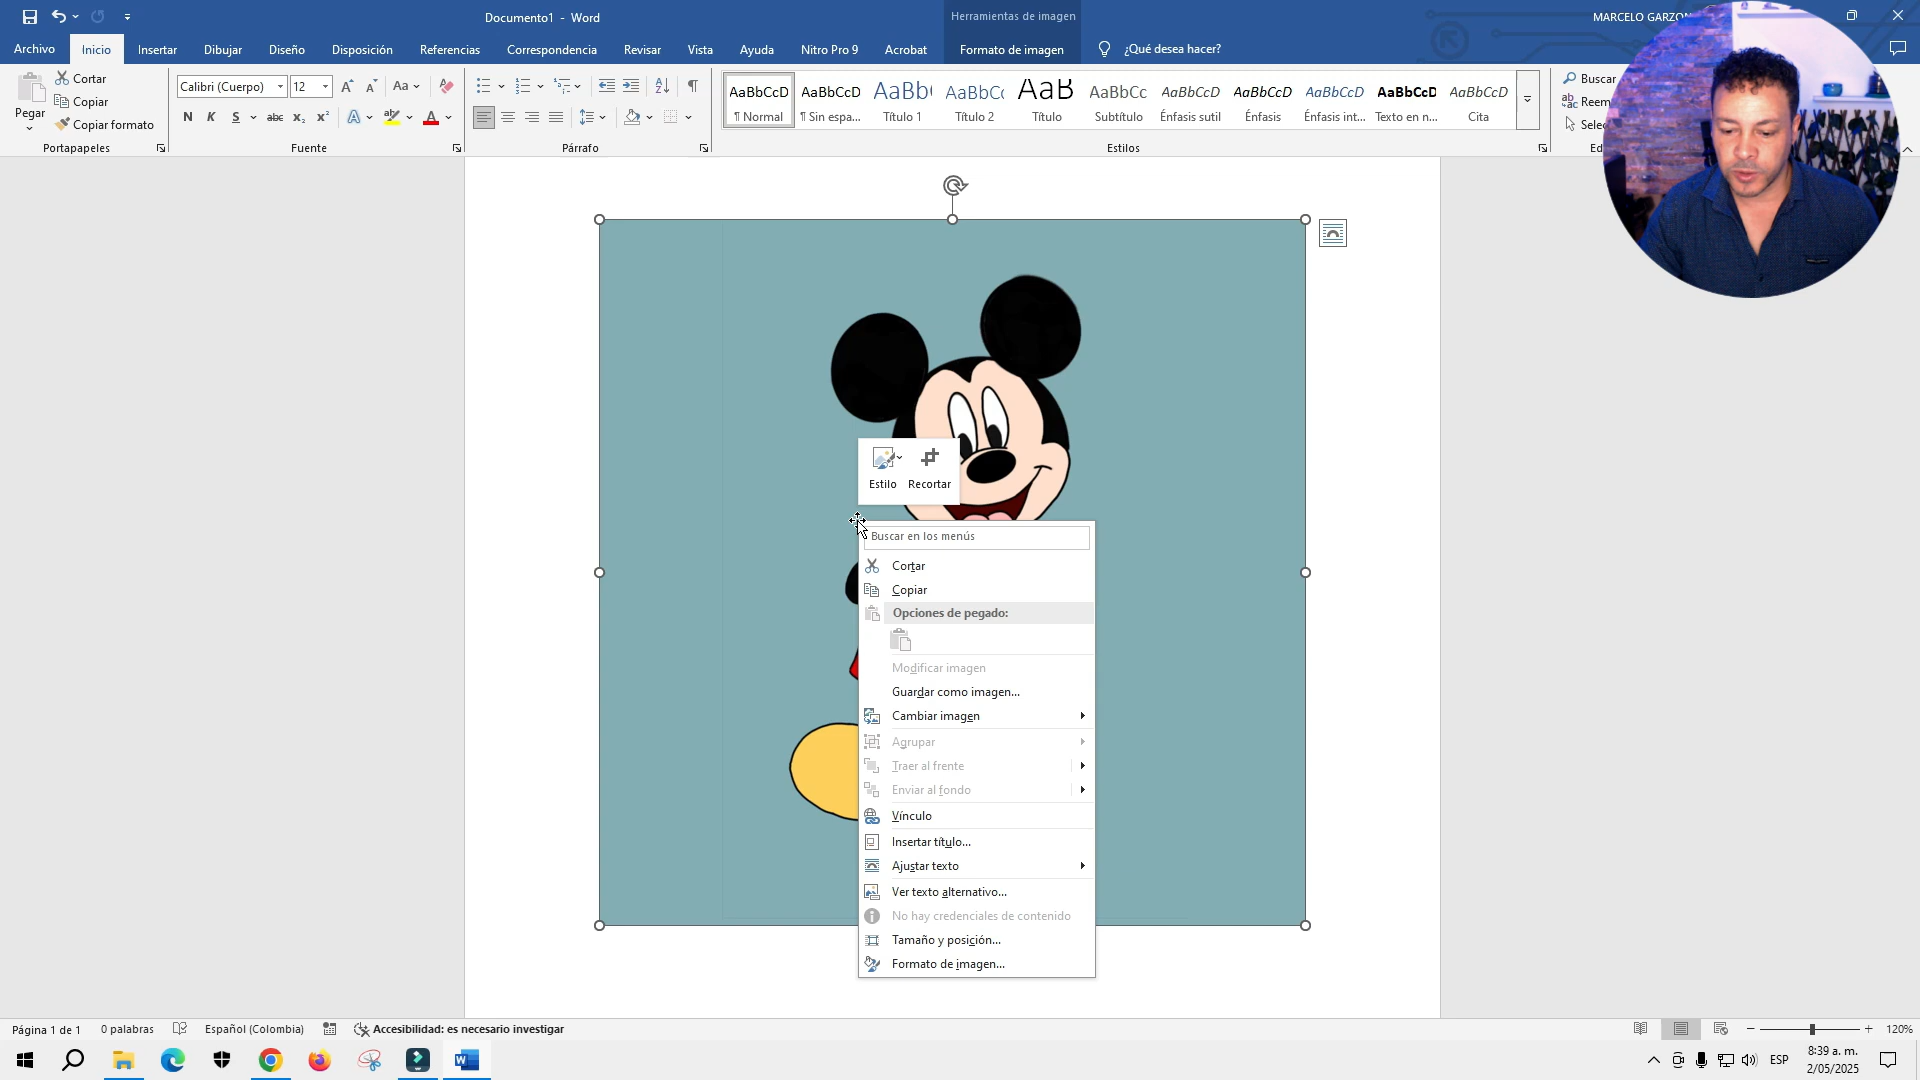 Documento1 - Word
Herramientas de imagen
MARCELO GARZON
Archivo Inicio Insertar Dibujar Diseño Disposición Referencias Correspondencia Revisar Vista Ayuda Nitro Pro 9 Acrobat Formato de imagen ¿Qué desea hacer?
Pegar
Cortar
Copiar
Copiar formato
Portapapeles
Calibri (Cuerpo) 12
Aa
N K S abc x₂ x² A A
Fuente
Párrafo
AaBbCcD AaBbCcD AaBb( AaBbCc AaB AaBbCc AaBbCcD AaBbCcD AaBbCcD AaBbCcD AaBbCcD
¶ Normal ¶ Sin espa... Título 1 Título 2 Título Subtítulo Énfasis sutil Énfasis Énfasis int... Texto en n... Cita
Estilos
Buscar
Reem
Selec
Ed
Estilo Recortar
Buscar en los menús
Cortar
Copiar
Opciones de pegado:
Modificar imagen
Guardar como imagen...
Cambiar imagen
Agrupar
Traer al frente
Enviar al fondo
Vínculo
Insertar título...
Ajustar texto
Ver texto alternativo...
No hay credenciales de contenido
Tamaño y posición...
Formato de imagen...
Página 1 de 1 0 palabras Español (Colombia) Accesibilidad: es necesario investigar
120%
ESP
8:39 a. m.
2/05/2025